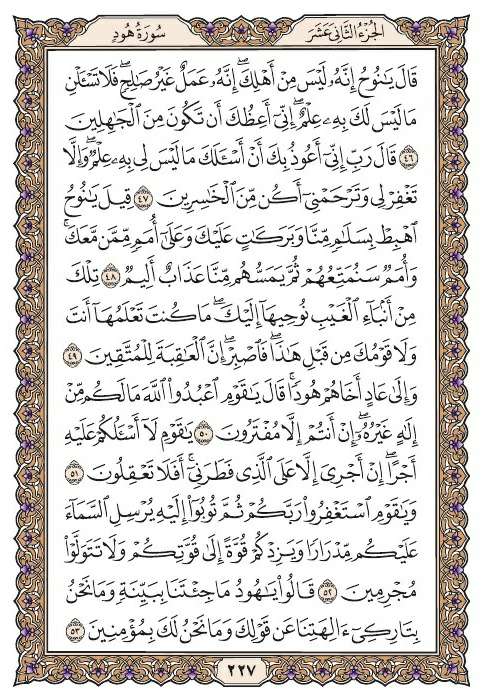 الجزء الثاني عشر
سورة هود
قَالَ يَـٰنُوحُ إِنَّهُۥ لَيۡسَ مِنۡ أَهۡلِكَۖ إِنَّهُۥ عَمَلٌ غَيۡرُ صَـٰلِحٖۖ فَلَا تَسۡـَٔلۡنِ
مَا لَيۡسَ لَكَ بِهِۦ عِلۡمٌۖ إِنِّيٓ أَعِظُكَ أَن تَكُونَ مِنَ ٱلۡجَـٰهِلِينَ
٤٦ قَالَ رَبِّ إِنِّيٓ أَعُوذُ بِكَ أَنۡ أَسۡـَٔلَكَ مَا لَيۡسَ لِي بِهِۦ عِلۡمٞۖ وَإِلَّا
تَغۡفِرۡ لِي وَتَرۡحَمۡنِيٓ أَكُن مِّنَ ٱلۡخَـٰسِرِينَ ٤٧ قِيلَ يَـٰنُوحُ
ٱهۡبِطۡ بِسَلَـٰمٖ مِّنَّا وَبَرَكَـٰتٍ عَلَيۡكَ وَعَلَىٰٓ أُمَمٖ مِّمَّن مَّعَكَۚ
وَأُمَمٞ سَنُمَتِّعُهُمۡ ثُمَّ يَمَسُّهُم مِّنَّا عَذَابٌ أَلِيمٞ ٤٨ تِلۡكَ
مِنۡ أَنۢبَآءِ ٱلۡغَيۡبِ نُوحِيهَآ إِلَيۡكَۖ مَا كُنتَ تَعۡلَمُهَآ أَنتَ
وَلَا قَوۡمُكَ مِن قَبۡلِ هَـٰذَاۖ فَٱصۡبِرۡۖ إِنَّ ٱلۡعَـٰقِبَةَ لِلۡمُتَّقِينَ ٤٩
وَإِلَىٰ عَادٍ أَخَاهُمۡ هُودٗاۚ قَالَ يَـٰقَوۡمِ ٱعۡبُدُواْ ٱللَّهَ مَا لَكُم مِّنۡ
إِلَـٰهٍ غَيۡرُهُۥٓۖ إِنۡ أَنتُمۡ إِلَّا مُفۡتَرُونَ ٥٠ يَـٰقَوۡمِ لَآ أَسۡـَٔلُكُمۡ عَلَيۡهِ
أَجۡرًاۖ إِنۡ أَجۡرِيَ إِلَّا عَلَى ٱلَّذِي فَطَرَنِيٓۚ أَفَلَا تَعۡقِلُونَ ٥١
وَيَـٰقَوۡمِ ٱسۡتَغۡفِرُواْ رَبَّكُمۡ ثُمَّ تُوبُوٓاْ إِلَيۡهِ يُرۡسِلِ ٱلسَّمَآءَ
عَلَيۡكُم مِّدۡرَارٗا وَيَزِدۡكُمۡ قُوَّةً إِلَىٰ قُوَّتِكُمۡ وَلَا تَتَوَلَّوۡاْ
مُجۡرِمِينَ ٥٢ قَالُواْ يَـٰهُودُ مَا جِئۡتَنَا بِبَيِّنَةٖ وَمَا نَحۡنُ
بِتَارِكِيٓ ءَالِهَتِنَا عَن قَوۡلِكَ وَمَا نَحۡنُ لَكَ بِمُؤۡمِنِينَ ٥٣
٢٢٧